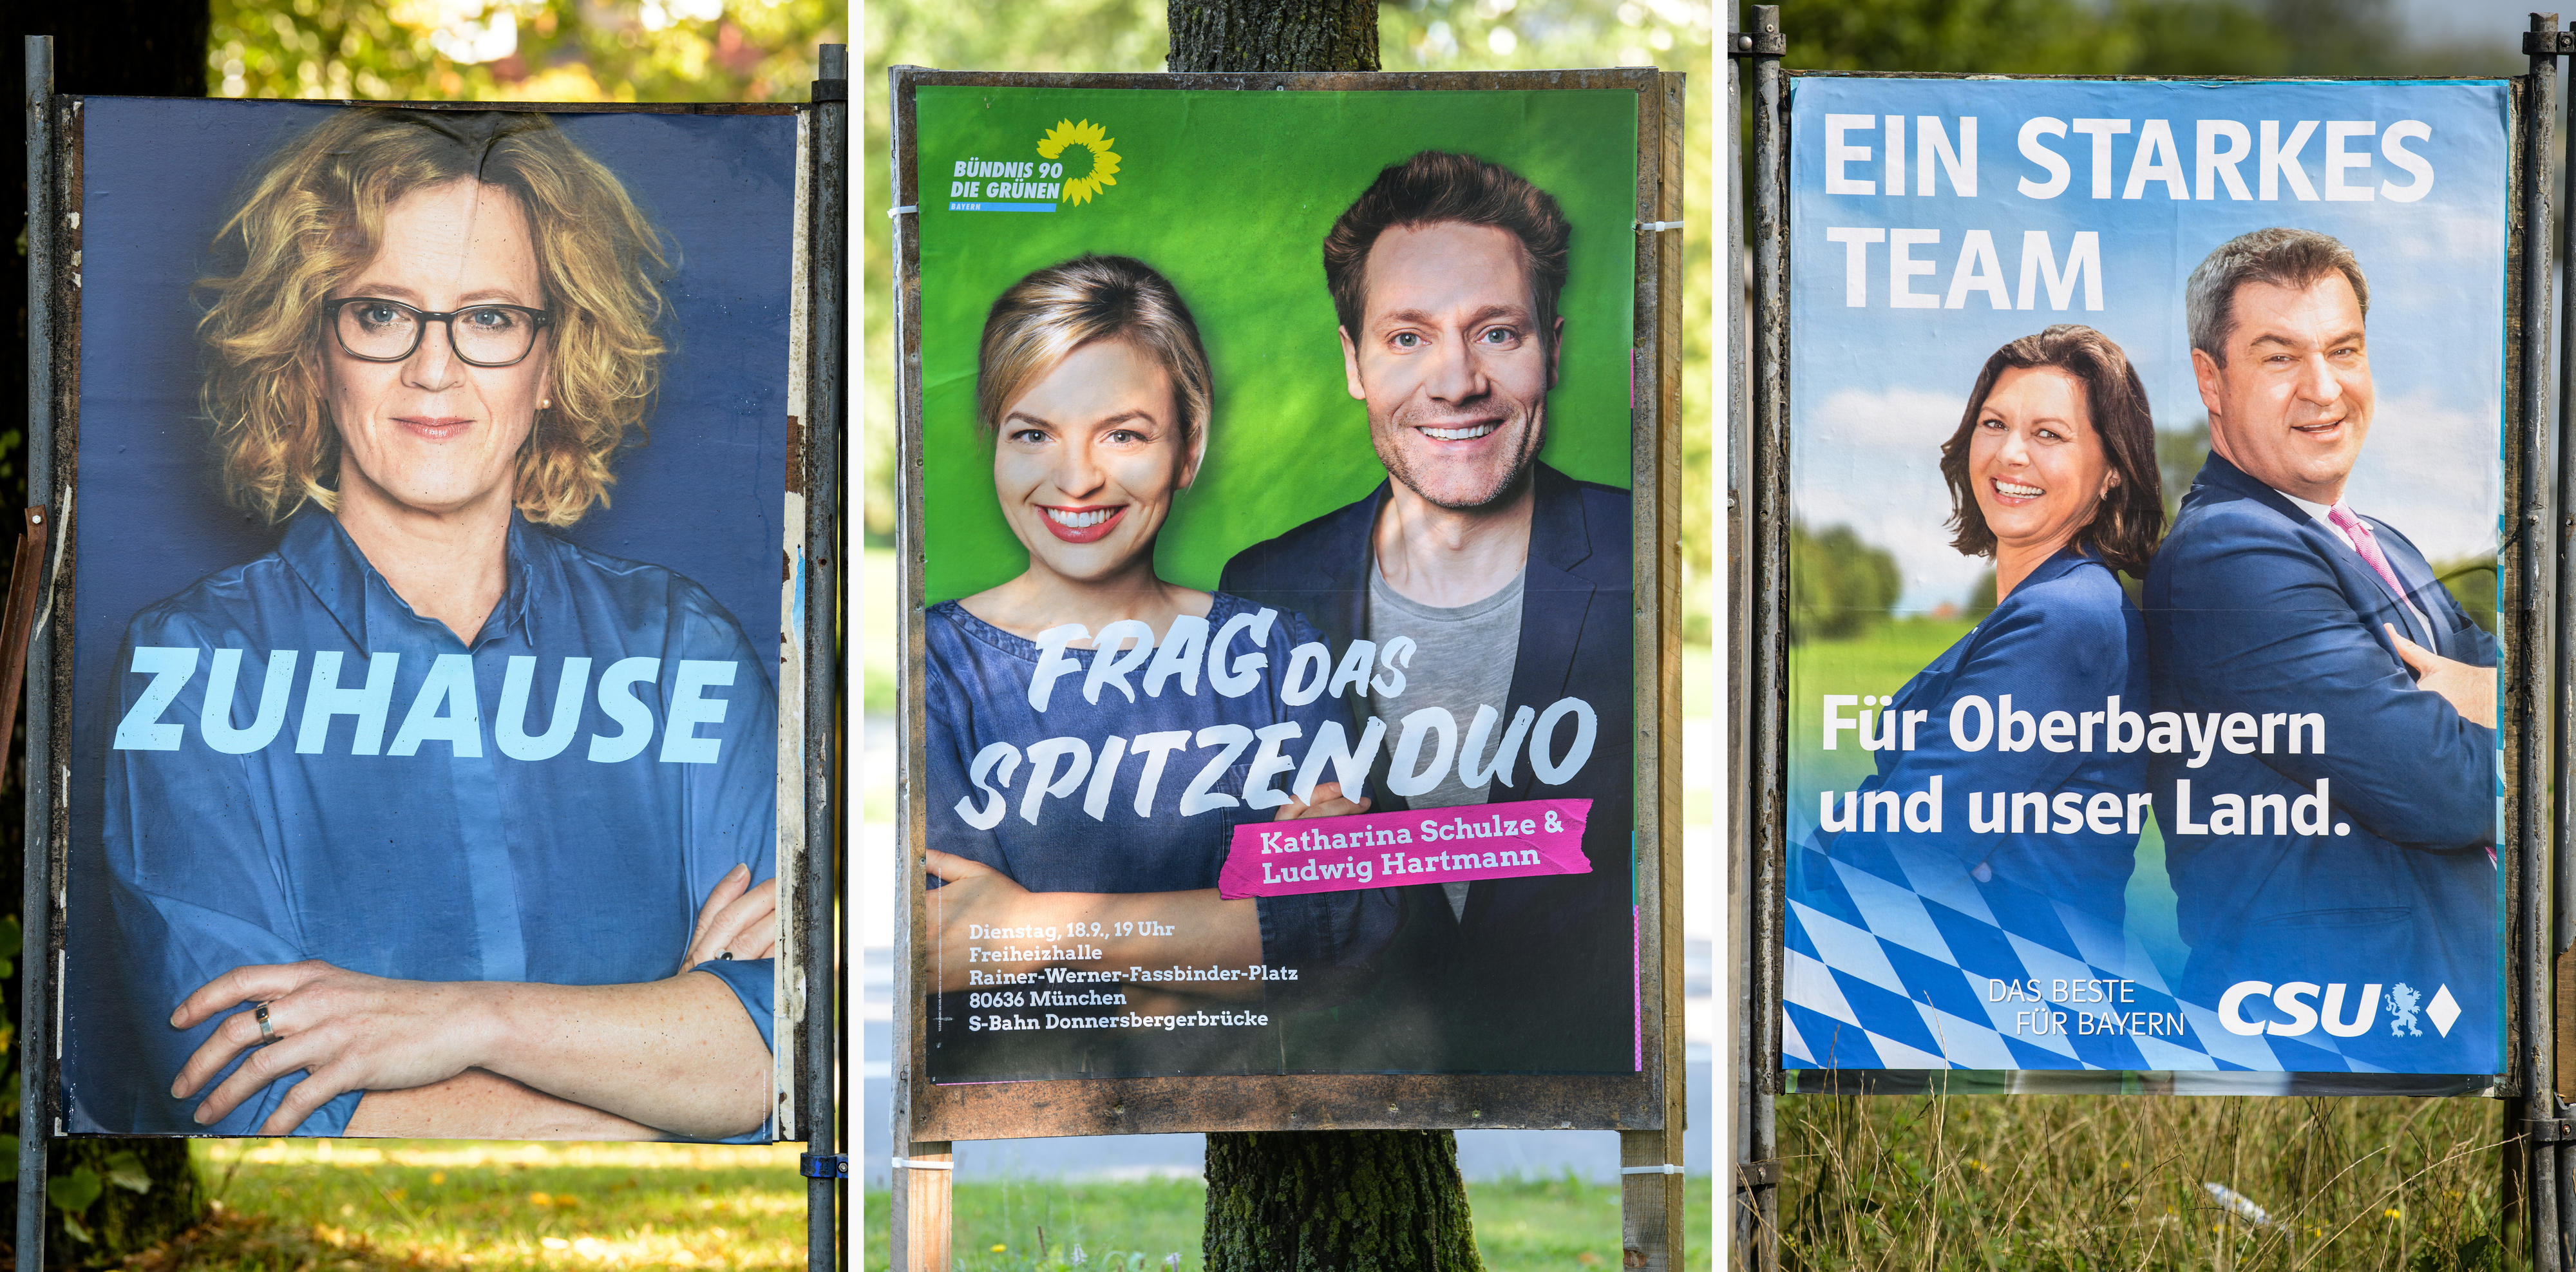 ZUHAUSE
BÜNDNIS 90
DIE GRÜNEN
BAYERN
FRAG DAS
SPITZENDUO
Katharina Schulze &
Ludwig Hartmann
Dienstag, 18.9., 19 Uhr
Freiheizhalle
Rainer-Werner-Fassbinder-Platz
80636 München
S-Bahn Donnersbergerbrücke
EIN STARKES
TEAM
Für Oberbayern
und unser Land.
DAS BESTE
FÜR BAYERN
CSU